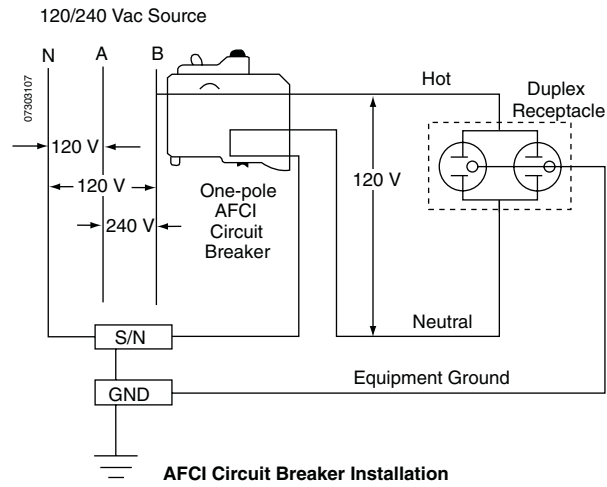 120/240 Vac Source
N
A
B
07303107
Hot
Duplex
Receptacle
120 V
120 V
240 V
120 V
One-pole
AFCI
Circuit
Breaker
S/N
Neutral
GND
Equipment Ground
AFCI Circuit Breaker Installation